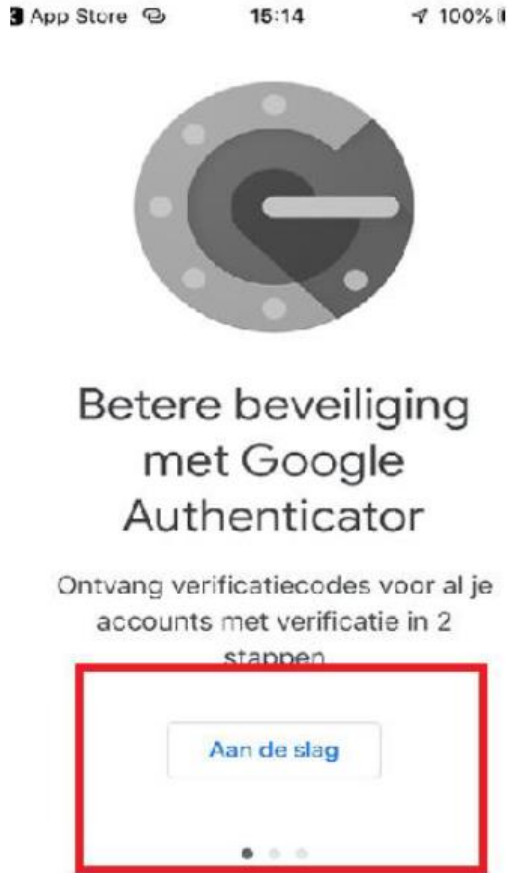 App Store 15:14 100%
Betere beveiliging
met Google
Authenticator
Ontvang verificatiecodes voor al je
accounts met verificatie in 2
stappen
Aan de slag